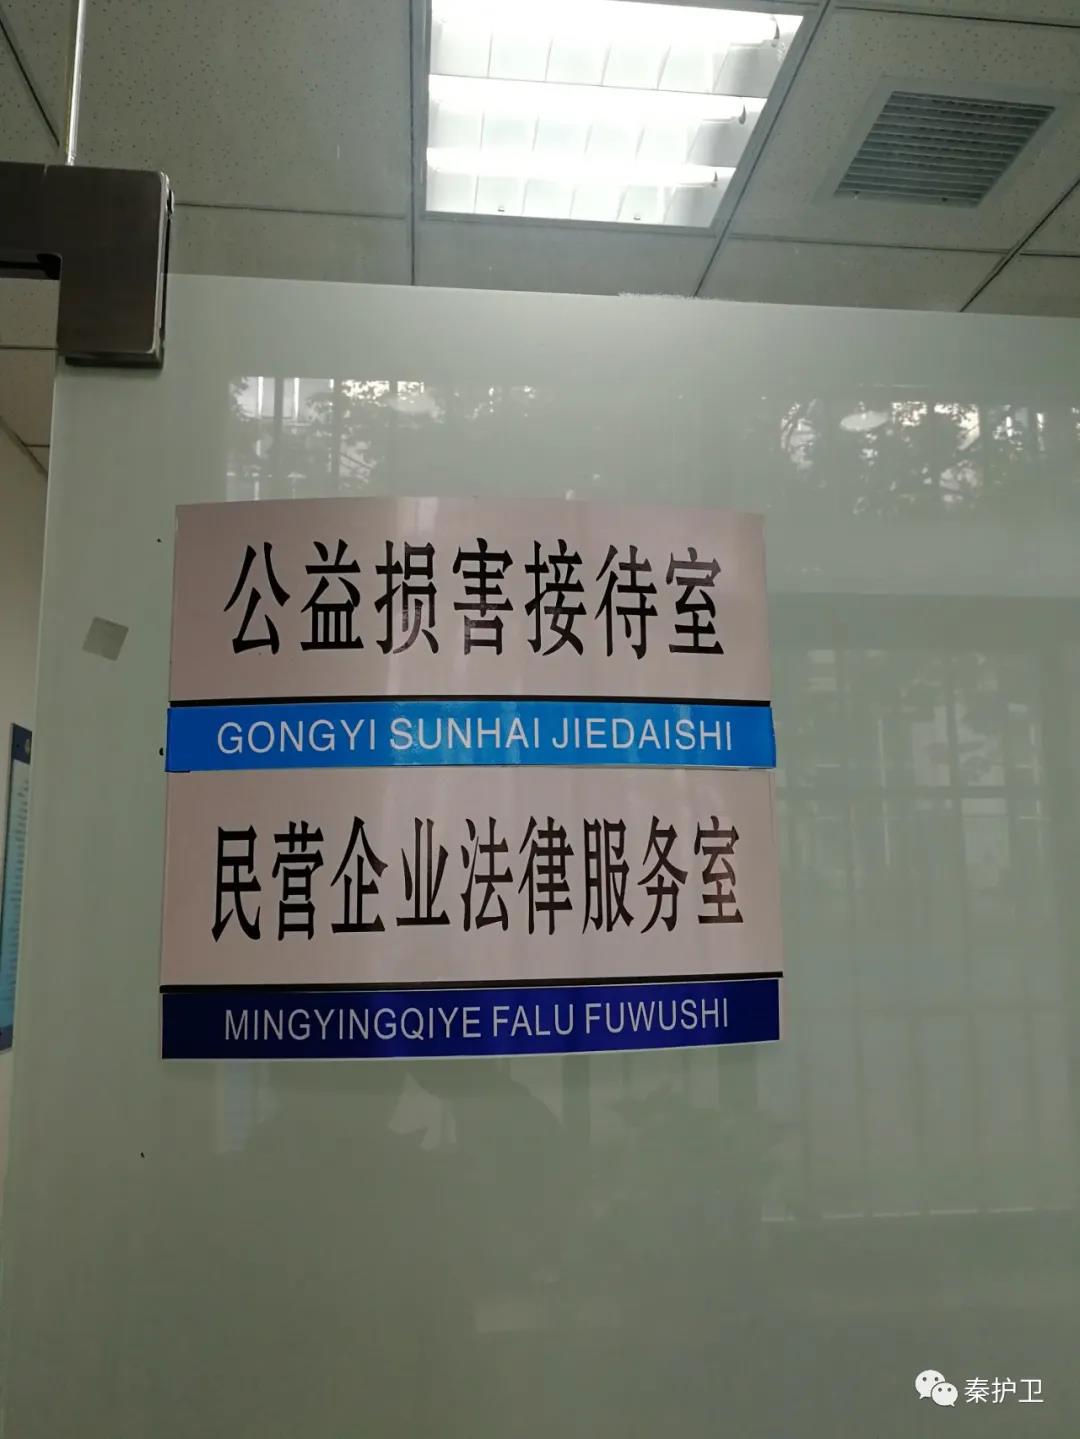 公益损害接待室
GONGYI SUNHAI JIEDAISHI
民营企业法律服务室
MINGYINGQIYE FALU FUWUSHI
秦护卫